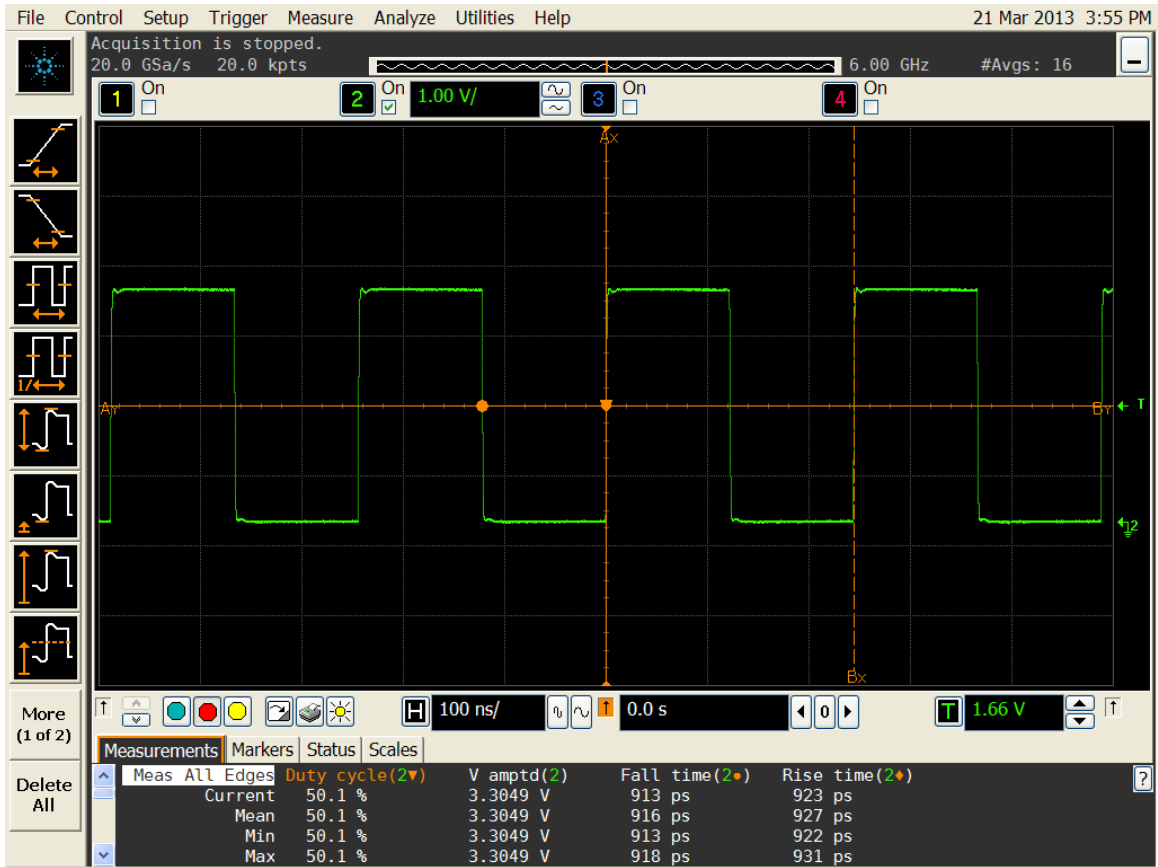 File Control Setup Trigger Measure Analyze Utilities Help 21 Mar 2013 3:55 PM
Acquisition is stopped.
20.0 GSa/s 20.0 kpts 6.00 GHz #Avgs: 16
1 On 2 On 1.00 V/ 3 On 4 On
Ax
1/
AY BY T
2
Bx
More
(1 of 2)
Delete
All
H 100 ns/ T 0.0 s 0 T 1.66 V
Measurements Markers Status Scales
Meas All Edges Duty cycle(2▼) V amptd(2) Fall time(2●) Rise time(2♦) ?
Current 50.1 % 3.3049 V 913 ps 923 ps
Mean 50.1 % 3.3049 V 916 ps 927 ps
Min 50.1 % 3.3049 V 913 ps 922 ps
Max 50.1 % 3.3049 V 918 ps 931 ps